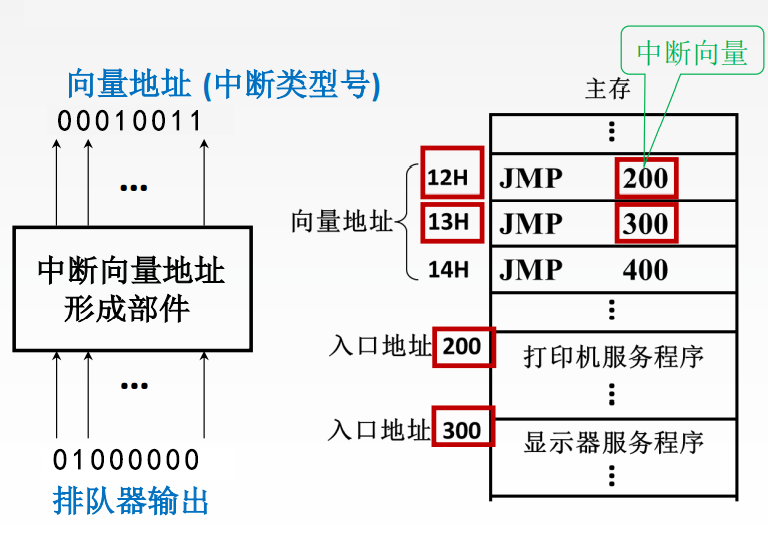 向量地址 (中断类型号)
00010011
…
中断向量地址
形成部件
…
01000000
排队器输出
中断向量
主存
⋮
向量地址
12H JMP 200
13H JMP 300
14H JMP 400
⋮
入口地址 200 打印机服务程序
⋮
入口地址 300 显示器服务程序
⋮